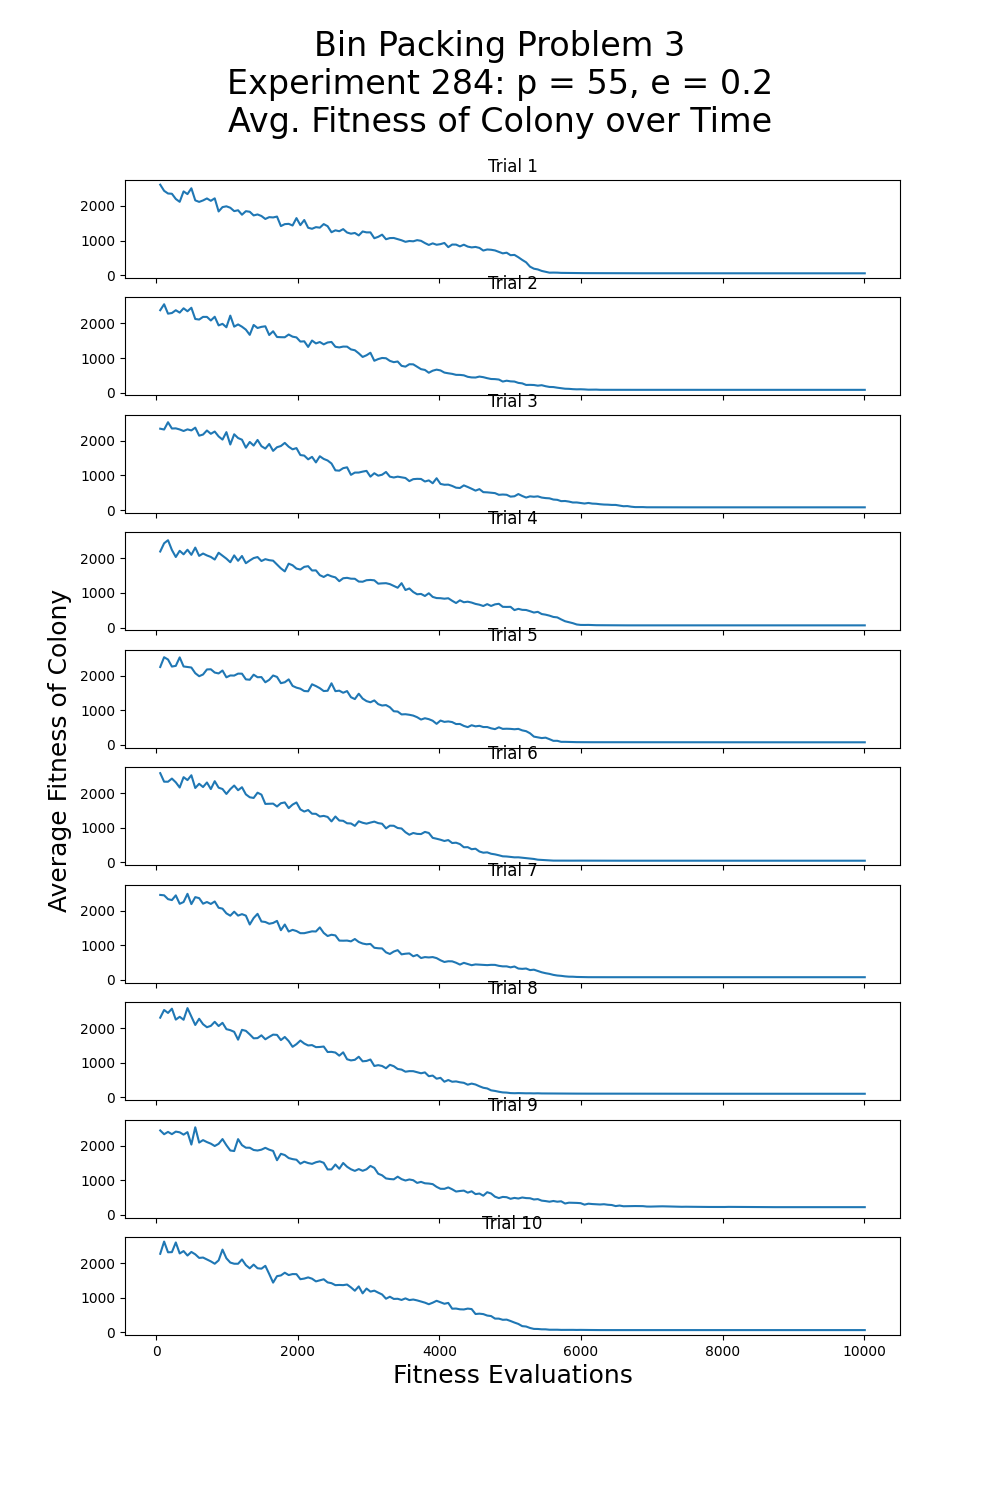 Bin Packing Problem 3
Experiment 284: p = 55, e = 0.2
Avg. Fitness of Colony over Time
Average Fitness of Colony
Trial 1
2000
1000
0
Trial 2
2000
1000
0
Trial 3
2000
1000
0
Trial 4
2000
1000
0
Trial 5
2000
1000
0
Trial 6
2000
1000
0
Trial 7
2000
1000
0
Trial 8
2000
1000
0
Trial 9
2000
1000
0
Trial 10
2000
1000
0
0 2000 4000 6000 8000 10000
Fitness Evaluations